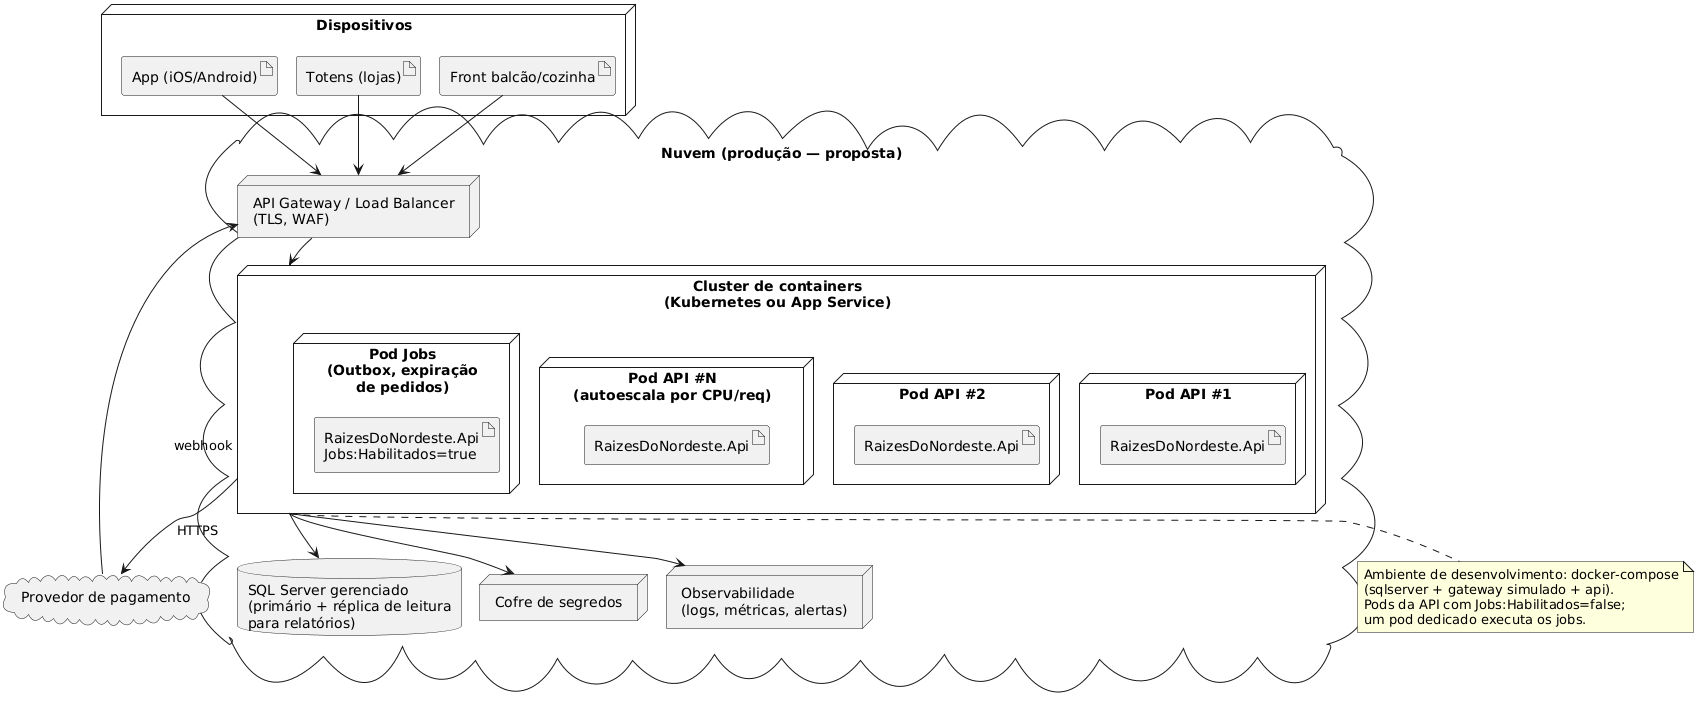 Dispositivos
App (iOS/Android)
Totens (lojas)
Front balcão/cozinha
Nuvem (produção — proposta)
API Gateway / Load Balancer
(TLS, WAF)
Cluster de containers
(Kubernetes ou App Service)
Pod Jobs
(Outbox, expiração
de pedidos)
RaizesDoNordeste.Api
Jobs:Habilitados=true
Pod API #N
(autoescala por CPU/req)
RaizesDoNordeste.Api
Pod API #2
RaizesDoNordeste.Api
Pod API #1
RaizesDoNordeste.Api
webhook
HTTPS
Provedor de pagamento
SQL Server gerenciado
(primário + réplica de leitura
para relatórios)
Cofre de segredos
Observabilidade
(logs, métricas, alertas)
Ambiente de desenvolvimento: docker-compose
(sqlserver + gateway simulado + api).
Pods da API com Jobs:Habilitados=false;
um pod dedicado executa os jobs.